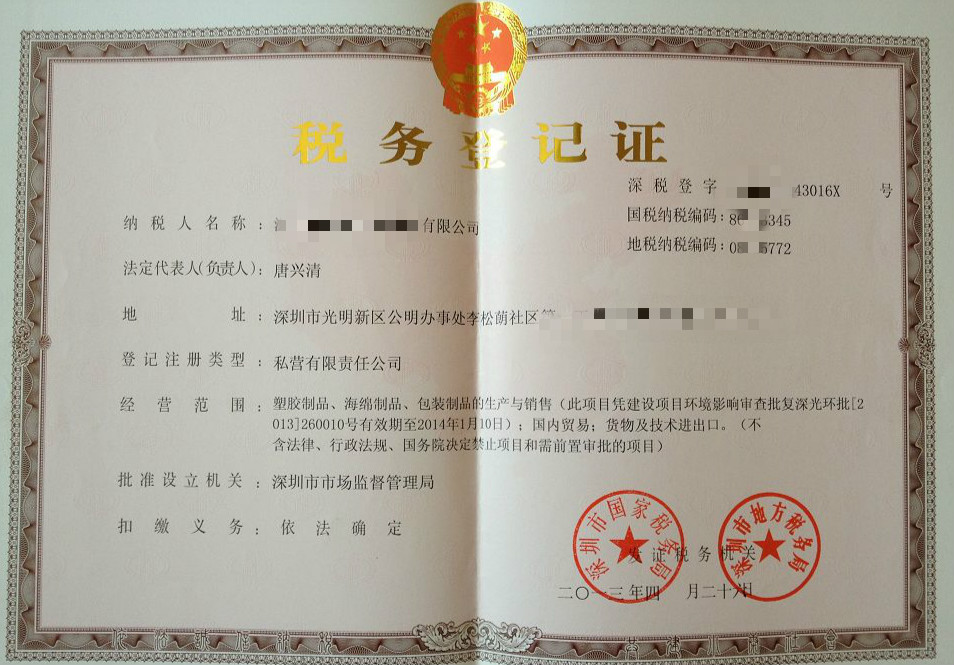 税务登记证
深税登字 43016X 号
纳税人名称: 有限公司
国税纳税编码:8 345
地税纳税编码:0 5772
法定代表人(负责人):唐兴清
地址:深圳市光明新区公明办事处李松蓢社区第
登记注册类型:私营有限责任公司
经营范围:塑胶制品、海绵制品、包装制品的生产与销售(此项目凭建设项目环境影响审查批复深光环批[2
013]260010号有效期至2014年1月10日);国内贸易;货物及技术进出口。(不
含法律、行政法规、国务院决定禁止项目和需前置审批的项目)
批准设立机关:深圳市市场监督管理局
扣缴义务:依法确定
深圳市国家税务局
深圳市地方税务局
发证税务机关
二〇一三年四月二十六日